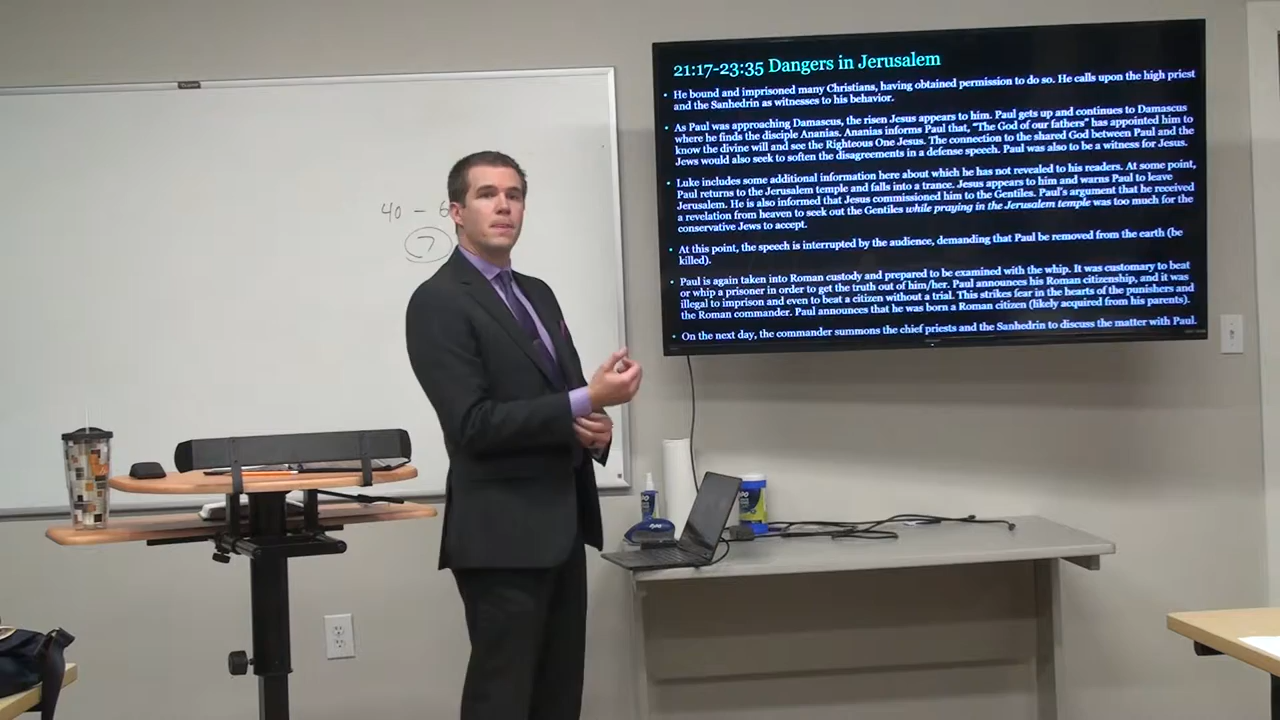 21:17-23:35 Dangers in Jerusalem
• He bound and imprisoned many Christians, having obtained permission to do so. He calls upon the high priest
and the Sanhedrin as witnesses to his behavior.
• As Paul was approaching Damascus, the risen Jesus appears to him. Paul gets up and continues to Damascus
where he finds the disciple Ananias. Ananias informs Paul that, "The God of our fathers" has appointed him to
know the divine will and see the Righteous One Jesus. The connection to the shared God between Paul and the
Jews would also seek to soften the disagreements in a defense speech. Paul was also to be a witness for Jesus.
• Luke includes some additional information here about which he has not revealed to his readers. At some point,
Paul returns to the Jerusalem temple and falls into a trance. Jesus appears to him and warns Paul to leave
Jerusalem. He is also informed that Jesus commissioned him to the Gentiles. Paul's argument that he received
a revelation from heaven to seek out the Gentiles while praying in the Jerusalem temple was too much for the
conservative Jews to accept.
• At this point, the speech is interrupted by the audience, demanding that Paul be removed from the earth (be
killed).
• Paul is again taken into Roman custody and prepared to be examined with the whip. It was customary to beat
or whip a prisoner in order to get the truth out of him/her. Paul announces his Roman citizenship, and it was
illegal to imprison and even to beat a citizen without a trial. This strikes fear in the hearts of the punishers and
the Roman commander. Paul announces that he was born a Roman citizen (likely acquired from his parents).
• On the next day, the commander summons the chief priests and the Sanhedrin to discuss the matter with Paul.
40 – 6
7